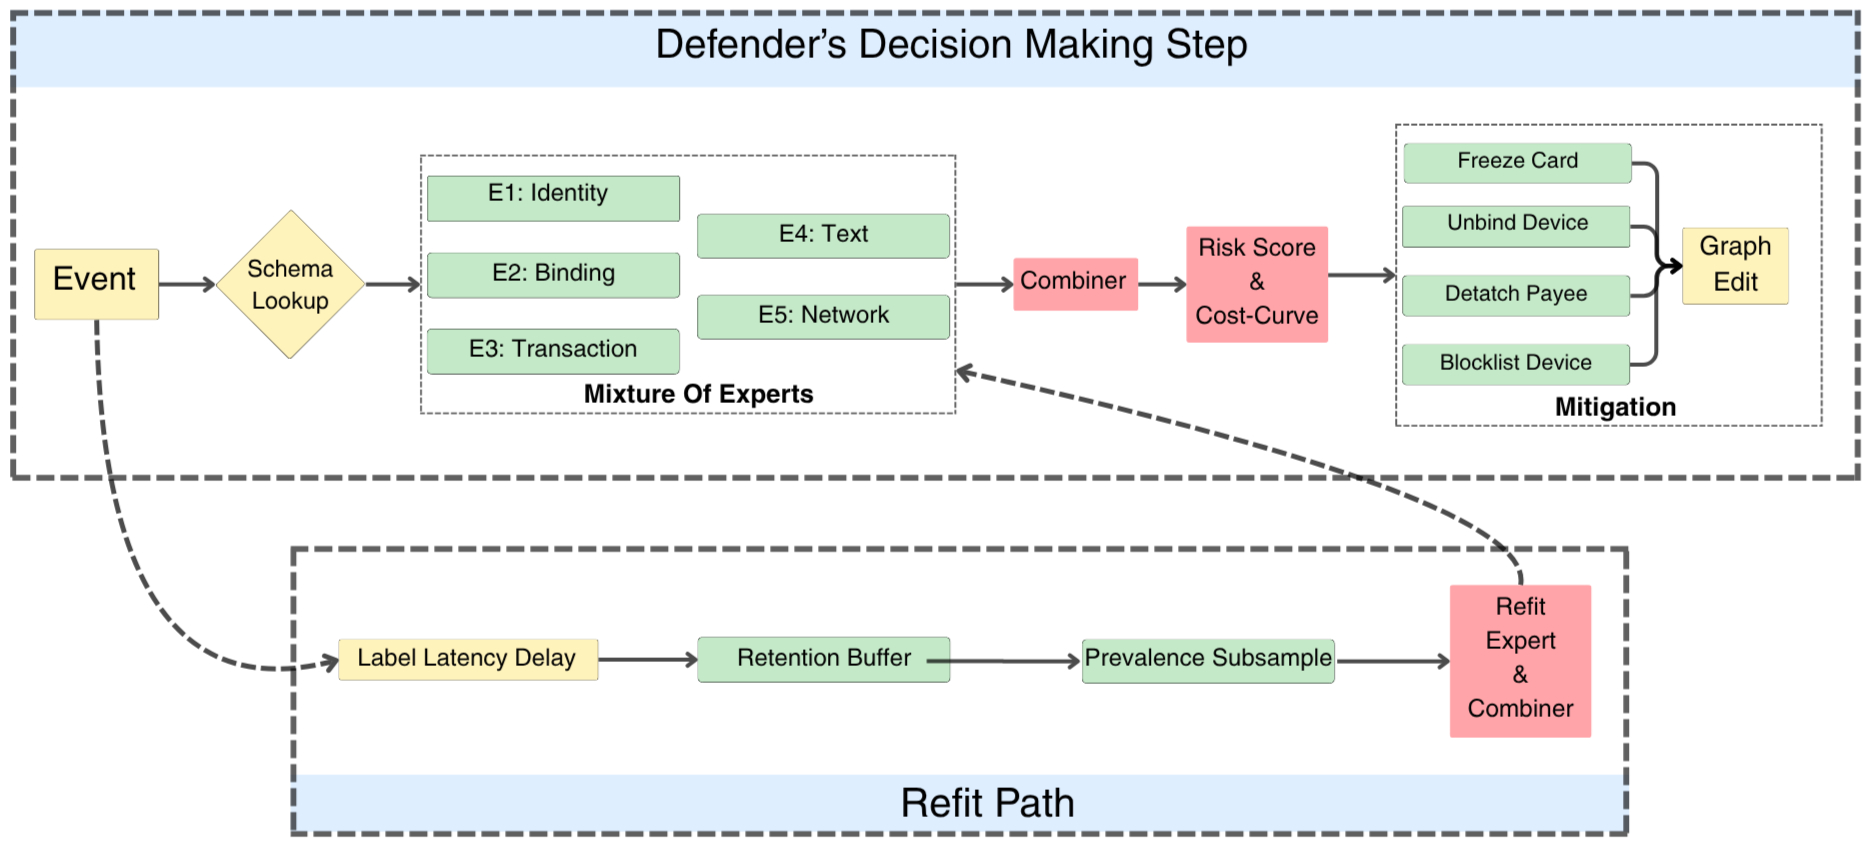 Defender’s Decision Making Step
Event
Schema
Lookup
E1: Identity
E2: Binding
E3: Transaction
E4: Text
E5: Network
Mixture Of Experts
Combiner
Risk Score
&
Cost-Curve
Freeze Card
Unbind Device
Detatch Payee
Blocklist Device
Mitigation
Graph
Edit
Label Latency Delay
Retention Buffer
Prevalence Subsample
Refit
Expert
&
Combiner
Refit Path